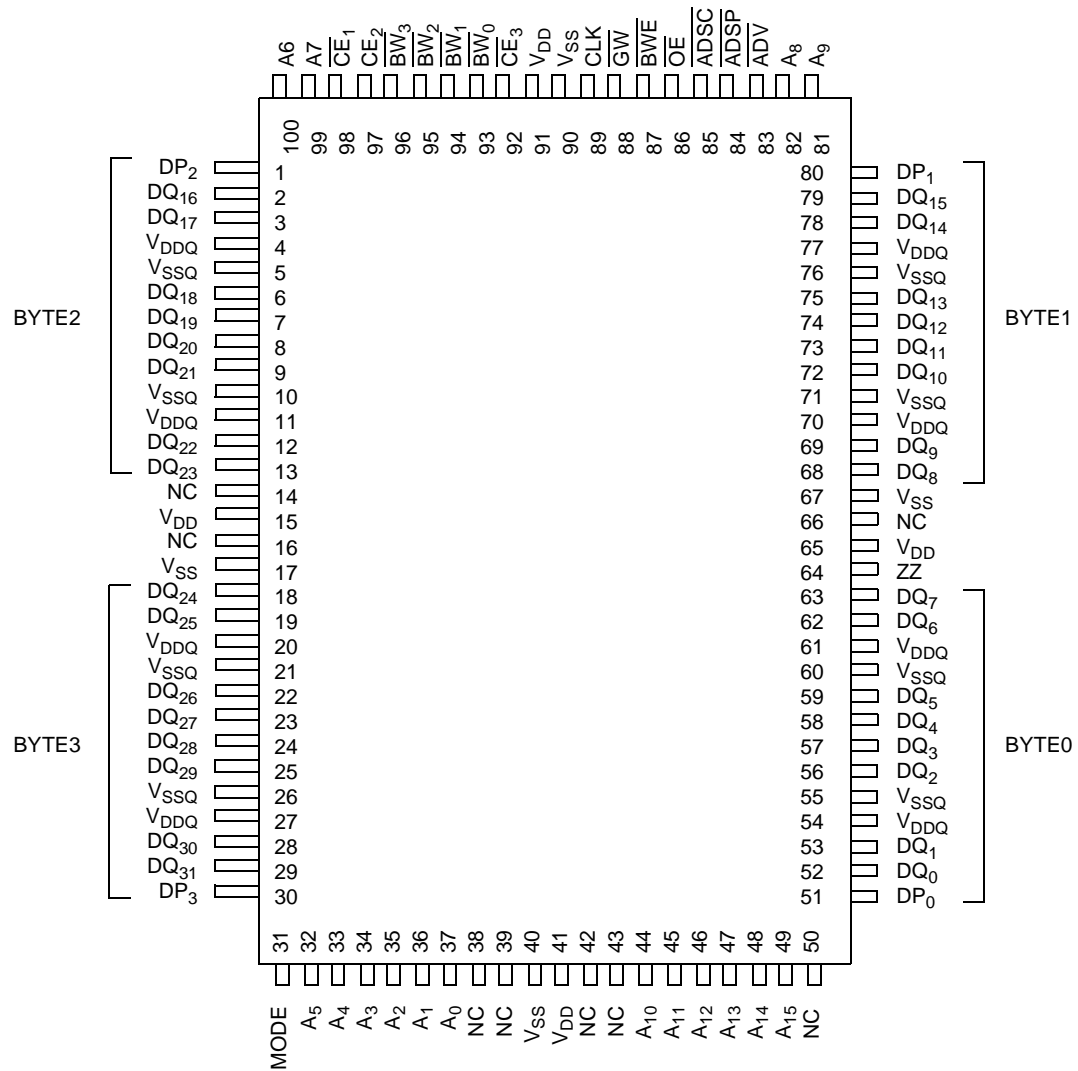 A6 A7 CE1 CE2 BW3 BW2 BW1 BW0 CE3 VDD VSS CLK GW BWE OE ADSC ADSP ADV A8 A9
100 99 98 97 96 95 94 93 92 91 90 89 88 87 86 85 84 83 82 81
DP2 1
DQ16 2
DQ17 3
VDDQ 4
VSSQ 5
DQ18 6
BYTE2
DQ19 7
DQ20 8
DQ21 9
VSSQ 10
VDDQ 11
DQ22 12
DQ23 13
NC 14
VDD 15
NC 16
VSS 17
DQ24 18
DQ25 19
VDDQ 20
VSSQ 21
DQ26 22
DQ27 23
BYTE3
DQ28 24
DQ29 25
VSSQ 26
VDDQ 27
DQ30 28
DQ31 29
DP3 30
80 DP1
79 DQ15
78 DQ14
77 VDDQ
76 VSSQ
75 DQ13
74 DQ12
BYTE1
73 DQ11
72 DQ10
71 VSSQ
70 VDDQ
69 DQ9
68 DQ8
67 VSS
66 NC
65 VDD
64 ZZ
63 DQ7
62 DQ6
61 VDDQ
60 VSSQ
59 DQ5
58 DQ4
57 DQ3
BYTE0
56 DQ2
55 VSSQ
54 VDDQ
53 DQ1
52 DQ0
51 DP0
31 32 33 34 35 36 37 38 39 40 41 42 43 44 45 46 47 48 49 50
MODE A5 A4 A3 A2 A1 A0 NC NC VSS VDD NC NC A10 A11 A12 A13 A14 A15 NC